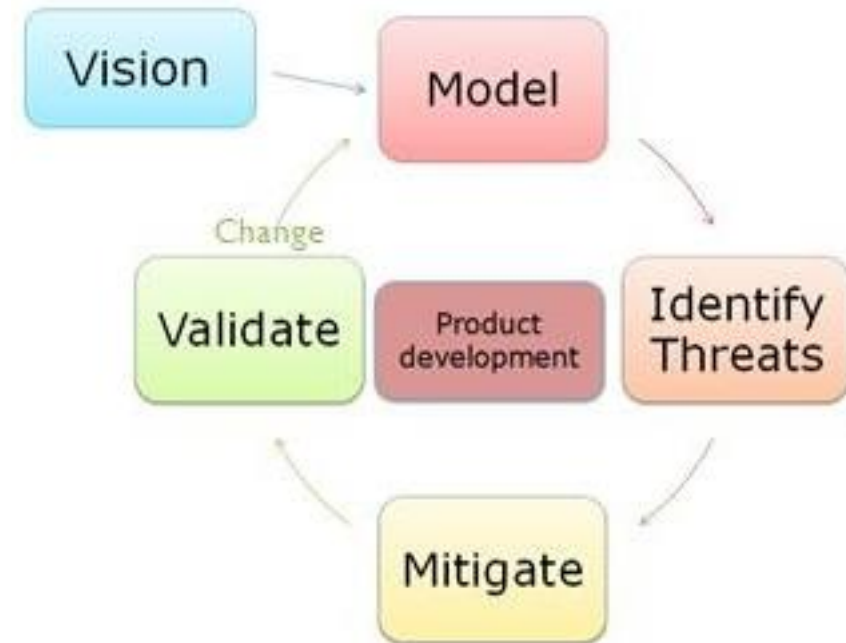 Vision
Model
Change
Validate
Product
development
Identify
Threats
Mitigate